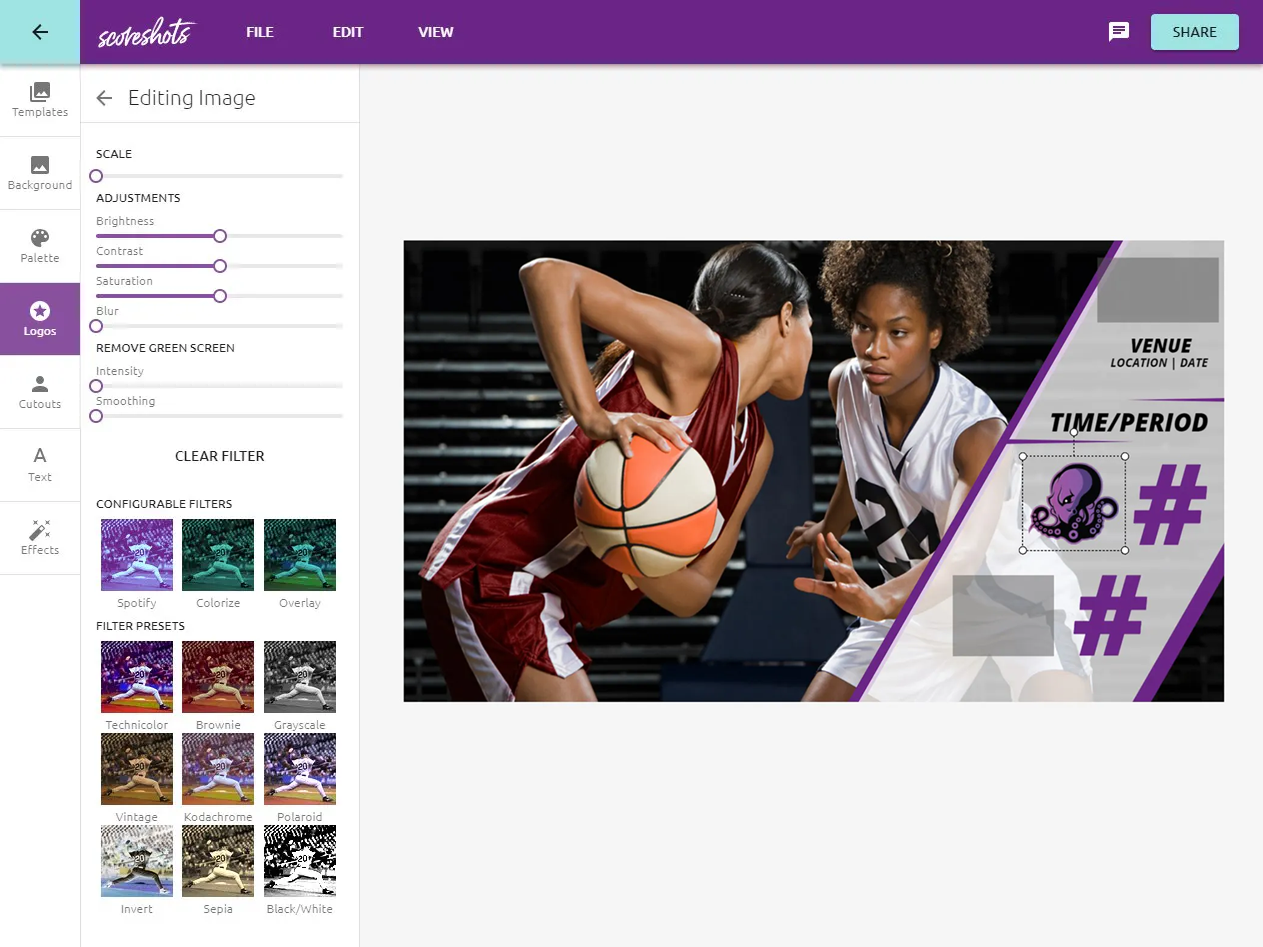 scoreshots
FILE
EDIT
VIEW
SHARE
Templates
Background
Palette
Logos
Cutouts
Text
Effects
Editing Image
SCALE
ADJUSTMENTS
Brightness
Contrast
Saturation
Blur
REMOVE GREEN SCREEN
Intensity
Smoothing
CLEAR FILTER
CONFIGURABLE FILTERS
Spotify
Colorize
Overlay
FILTER PRESETS
Technicolor
Brownie
Grayscale
Vintage
Kodachrome
Polaroid
Invert
Sepia
Black/White
VENUE
LOCATION | DATE
TIME/PERIOD
#
#